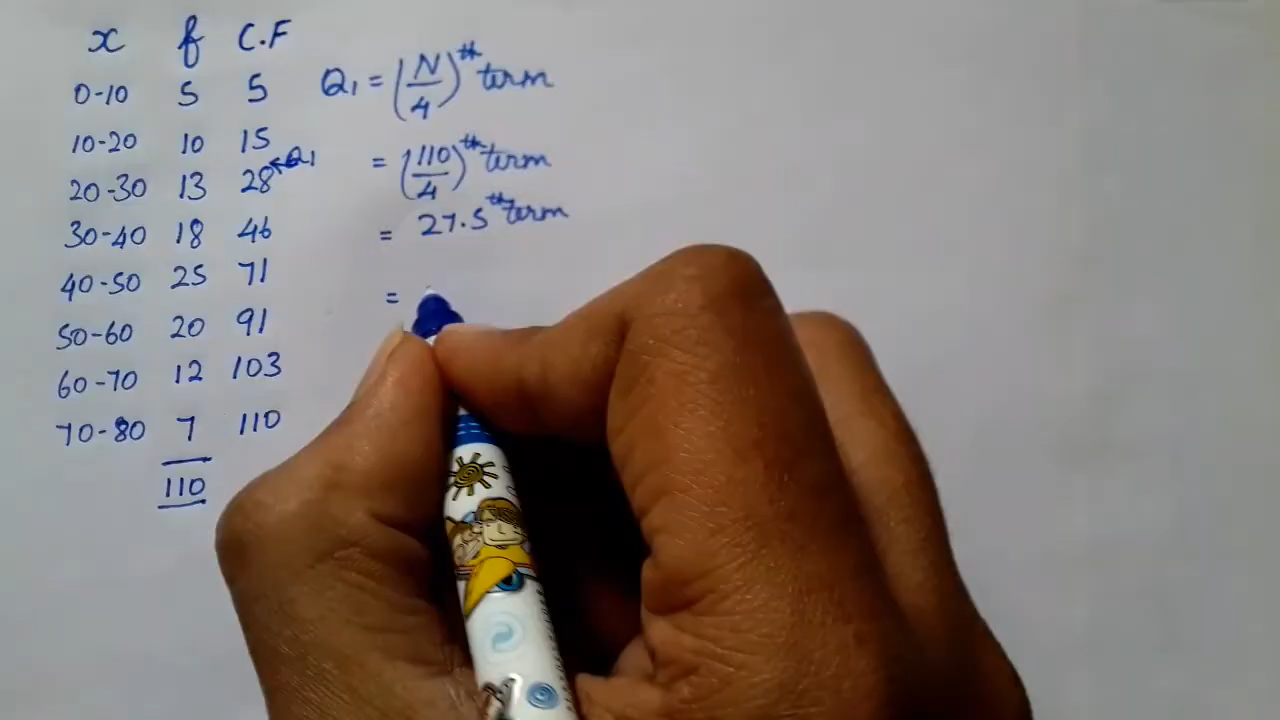 x f C.F
0-10 5 5
10-20 10 15
20-30 13 28 ← Q1
30-40 18 46
40-50 25 71
50-60 20 91
60-70 12 103
70-80 7 110
110
Q1 = (N/4)th term
= (110/4)th term
= 27.5th term
=